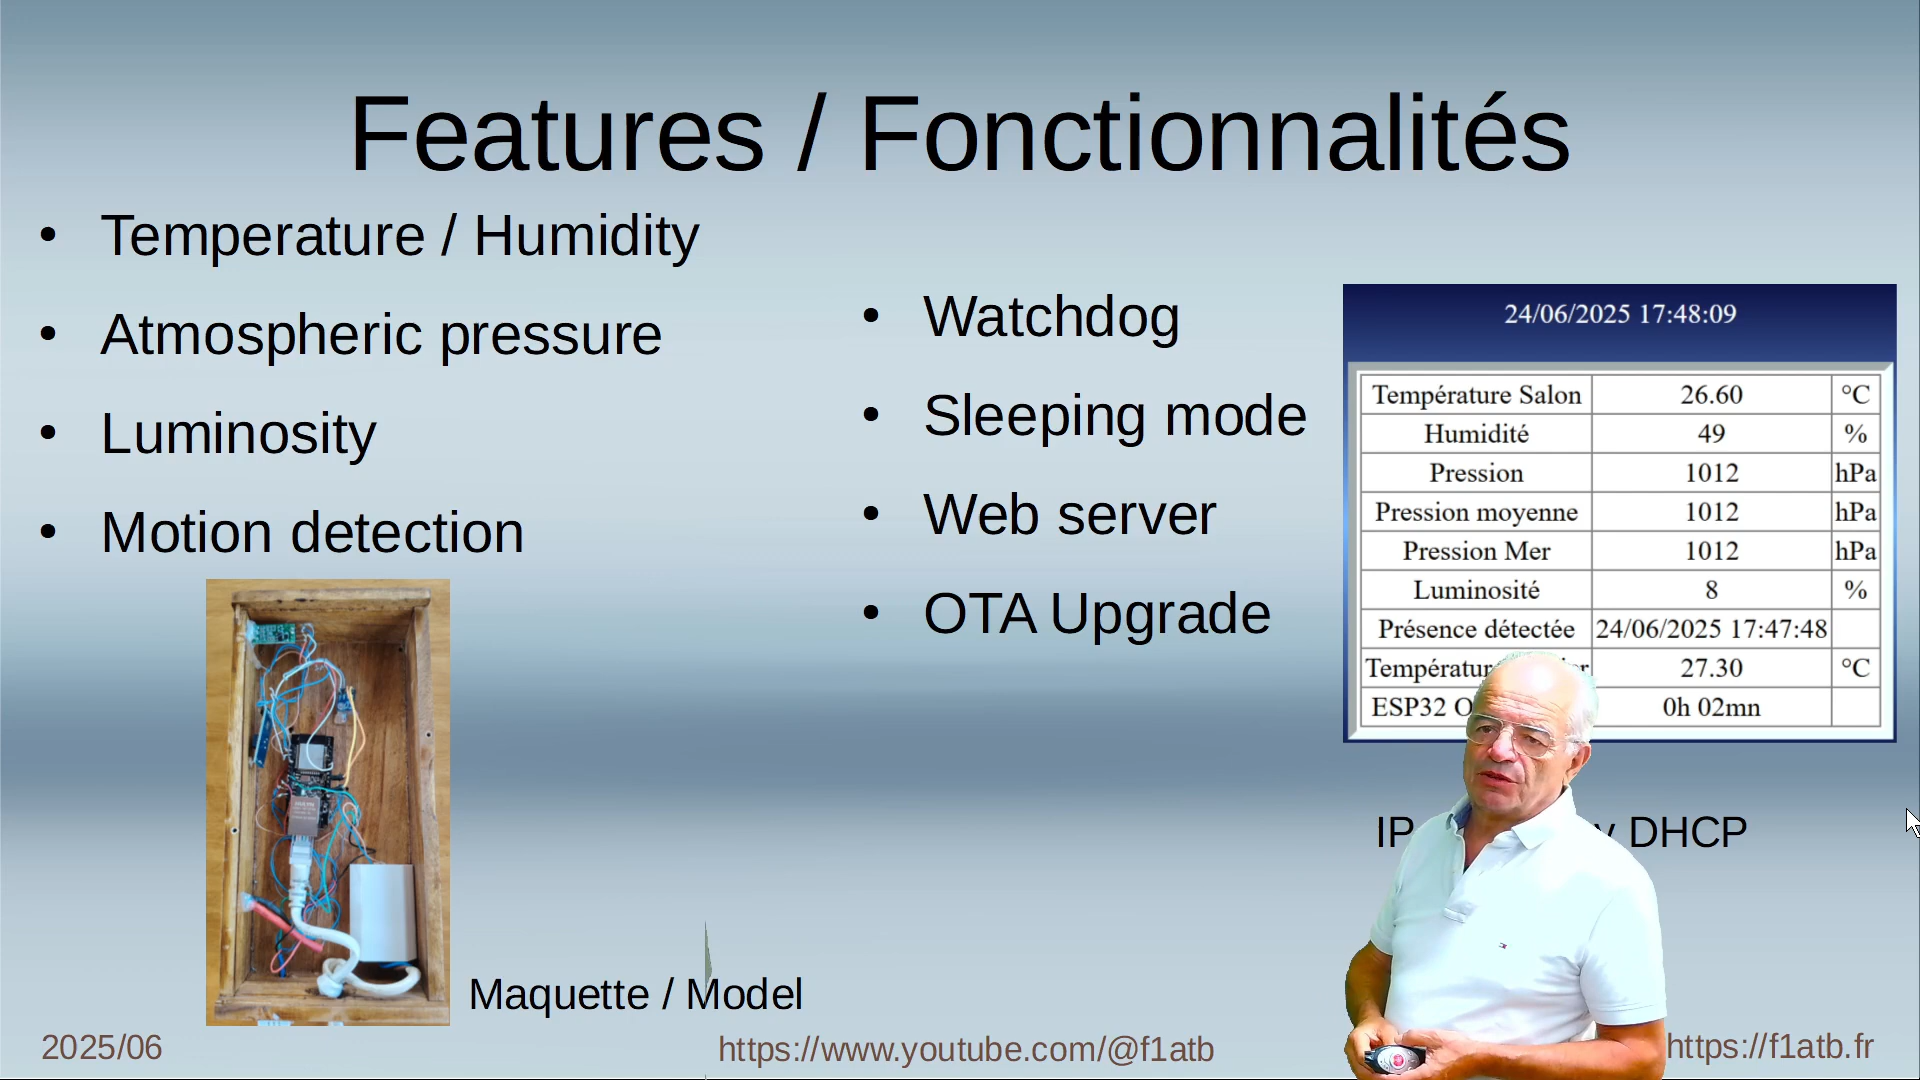 Features / Fonctionnalités
• Temperature / Humidity
• Atmospheric pressure
• Luminosity
• Motion detection
• Watchdog
• Sleeping mode
• Web server
• OTA Upgrade
24/06/2025 17:48:09
Température Salon 26.60 °C
Humidité 49 %
Pression 1012 hPa
Pression moyenne 1012 hPa
Pression Mer 1012 hPa
Luminosité 8 %
Présence détectée 24/06/2025 17:47:48
27.30 °C
ESP32 0h 02mn
IP DHCP
Maquette / Model
2025/06
https://www.youtube.com/@f1atb
https://f1atb.fr